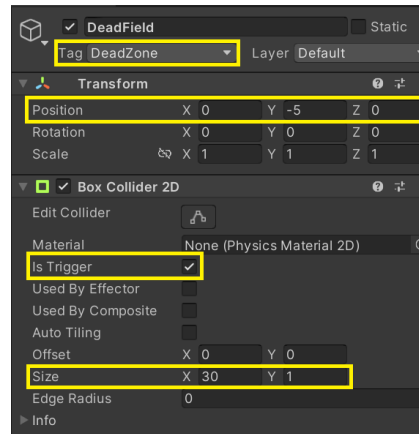 DeadField Static
Tag DeadZone Layer Default
Transform
Position X 0 Y -5 Z 0
Rotation X 0 Y 0 Z 0
Scale X 1 Y 1 Z 1
Box Collider 2D
Edit Collider
Material None (Physics Material 2D)
Is Trigger
Used By Effector
Used By Composite
Auto Tiling
Offset X 0 Y 0
Size X 30 Y 1
Edge Radius 0
Info